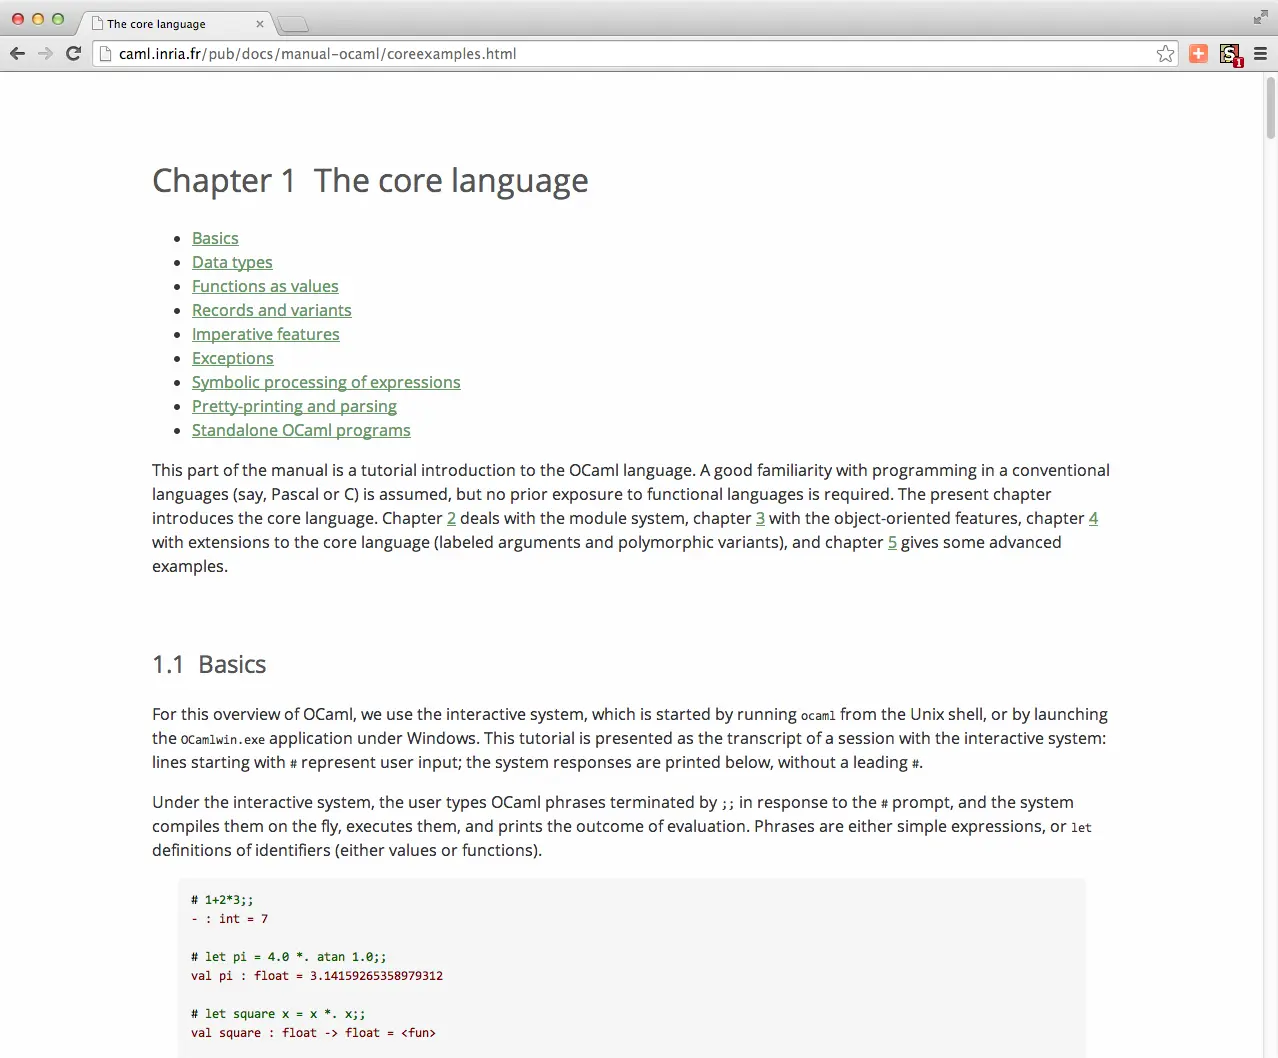 The core language
caml.inria.fr/pub/docs/manual-ocaml/coreexamples.html
S
1
Chapter 1  The core language
Basics
Data types
Functions as values
Records and variants
Imperative features
Exceptions
Symbolic processing of expressions
Pretty-printing and parsing
Standalone OCaml programs
This part of the manual is a tutorial introduction to the OCaml language. A good familiarity with programming in a conventional
languages (say, Pascal or C) is assumed, but no prior exposure to functional languages is required. The present chapter
introduces the core language. Chapter 2 deals with the module system, chapter 3 with the object-oriented features, chapter 4
with extensions to the core language (labeled arguments and polymorphic variants), and chapter 5 gives some advanced
examples.
1.1  Basics
For this overview of OCaml, we use the interactive system, which is started by running ocaml from the Unix shell, or by launching
the OCamlwin.exe application under Windows. This tutorial is presented as the transcript of a session with the interactive system:
lines starting with # represent user input; the system responses are printed below, without a leading #.
Under the interactive system, the user types OCaml phrases terminated by ;; in response to the # prompt, and the system
compiles them on the fly, executes them, and prints the outcome of evaluation. Phrases are either simple expressions, or let
definitions of identifiers (either values or functions).
# 1+2*3;;
- : int = 7
# let pi = 4.0 *. atan 1.0;;
val pi : float = 3.14159265358979312
# let square x = x *. x;;
val square : float -> float = <fun>